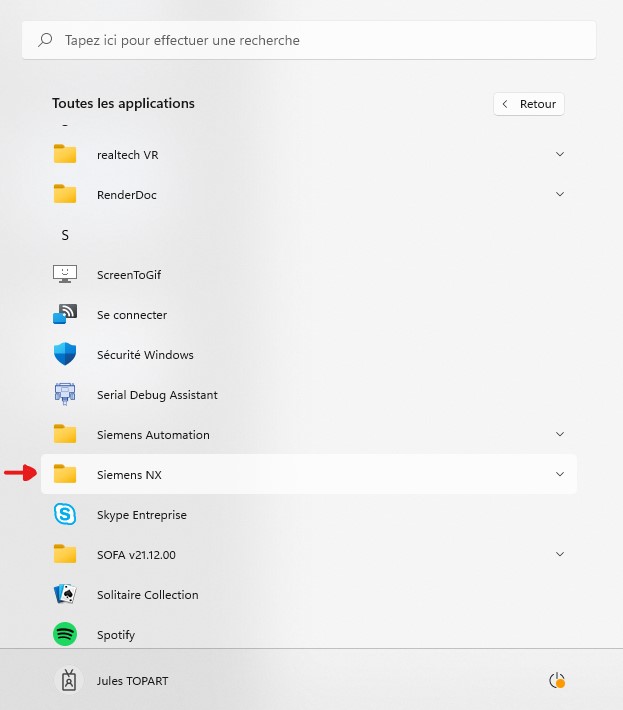 Tapez ici pour effectuer une recherche
Toutes les applications
Retour
realtech VR
RenderDoc
S
ScreenToGif
Se connecter
Sécurité Windows
Serial Debug Assistant
Siemens Automation
Siemens NX
Skype Entreprise
SOFA v21.12.00
Solitaire Collection
Spotify
Jules TOPART